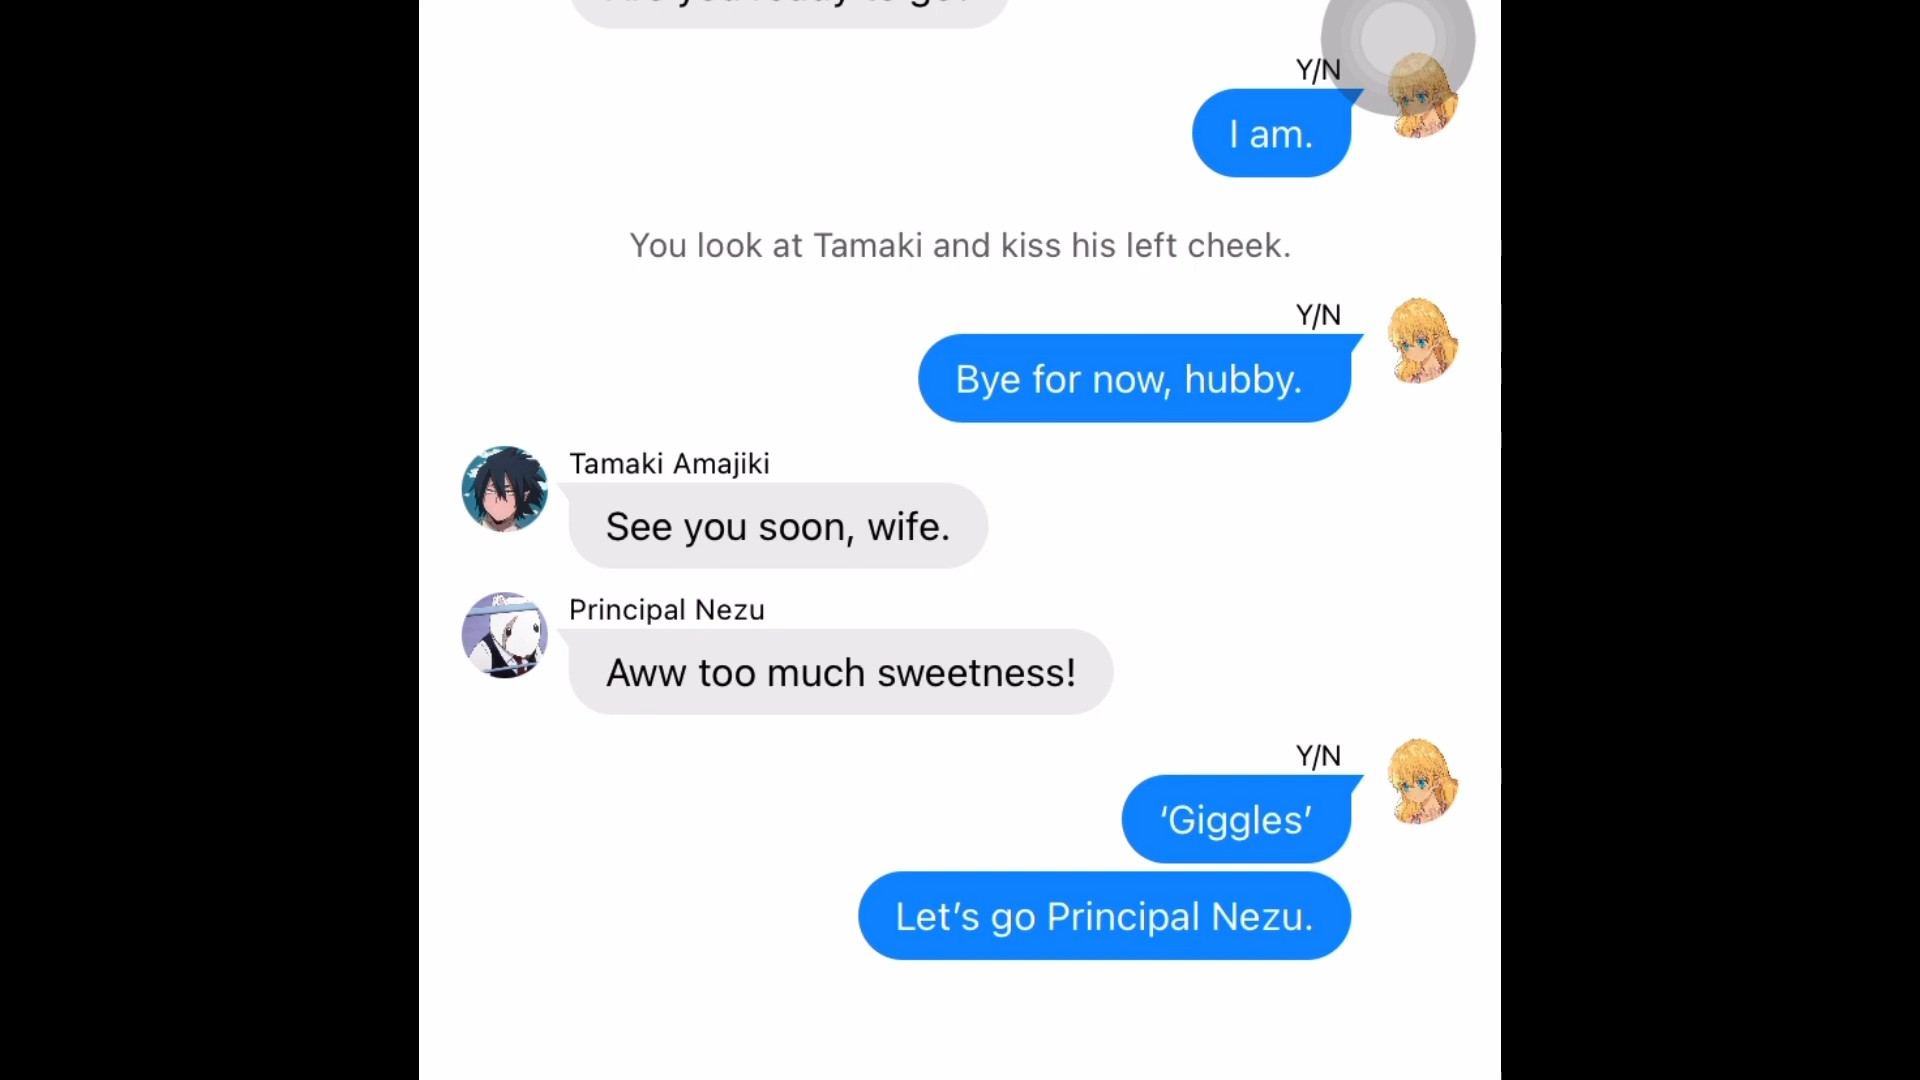 Y/N
I am.
You look at Tamaki and kiss his left cheek.
Y/N
Bye for now, hubby.
Tamaki Amajiki
See you soon, wife.
Principal Nezu
Aww too much sweetness!
Y/N
‘Giggles’
Let’s go Principal Nezu.